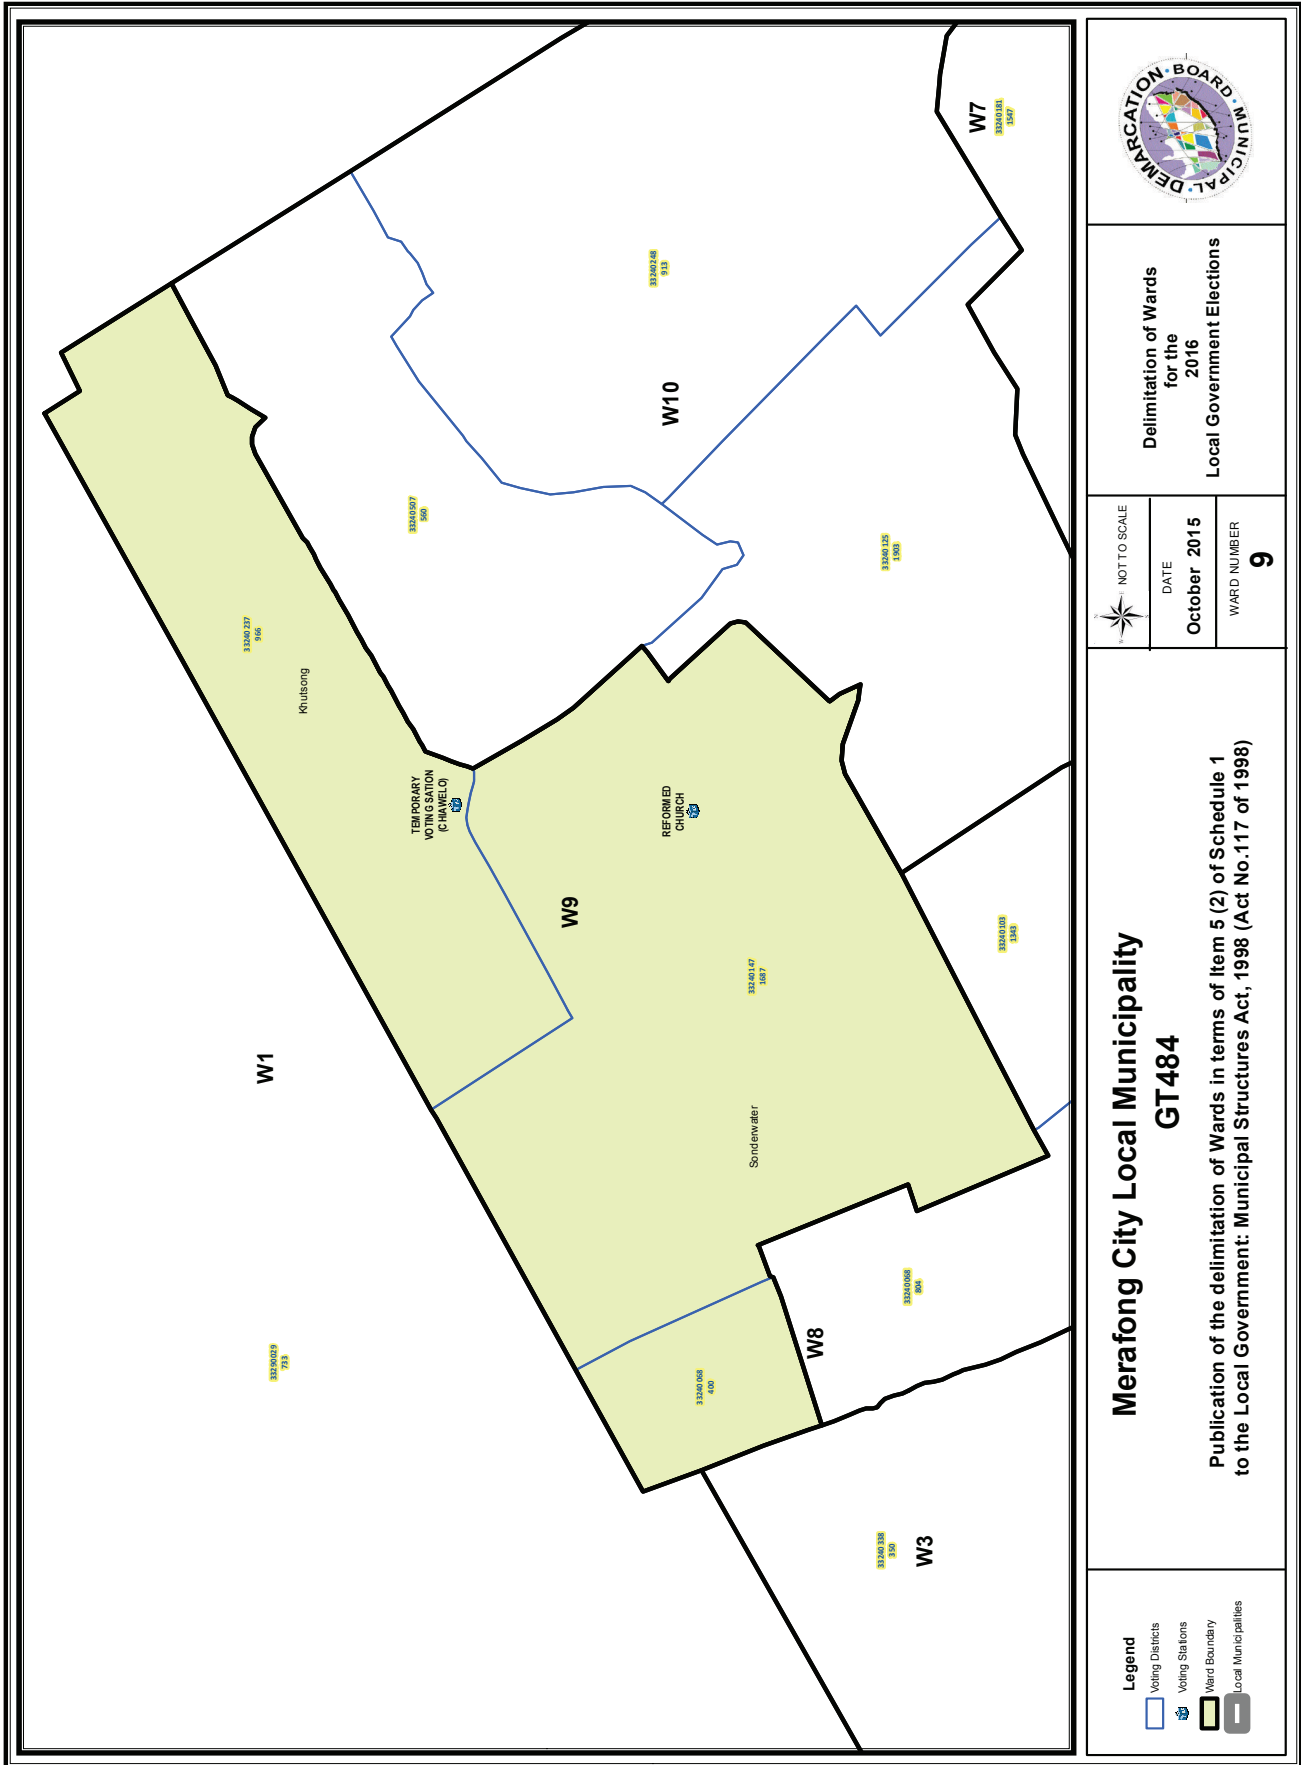 W1
33290029
733
33240237
966
Khutsong
TEMPORARY
VOTING SATION
(CHIAWELO)
33240507
560
W9
REFORMED
CHURCH
33240147
1687
Sonderwater
33240068
400
W8
33240068
804
W3
33240338
350
W10
33240248
913
33240125
1903
33240103
1343
W7
33240181
1547
Legend
Voting Districts
Voting Stations
Ward Boundary
Local Municipalities
Merafong City Local Municipality
GT484
Publication of the delimitation of Wards in terms of Item 5 (2) of Schedule 1
to the Local Government: Municipal Structures Act, 1998 (Act No.117 of 1998)
N
E
S
W
NOT TO SCALE
DATE
October 2015
WARD NUMBER
9
Delimitation of Wards
for the
2016
Local Government Elections
MUNICIPAL • DEMARCATION • BOARD •